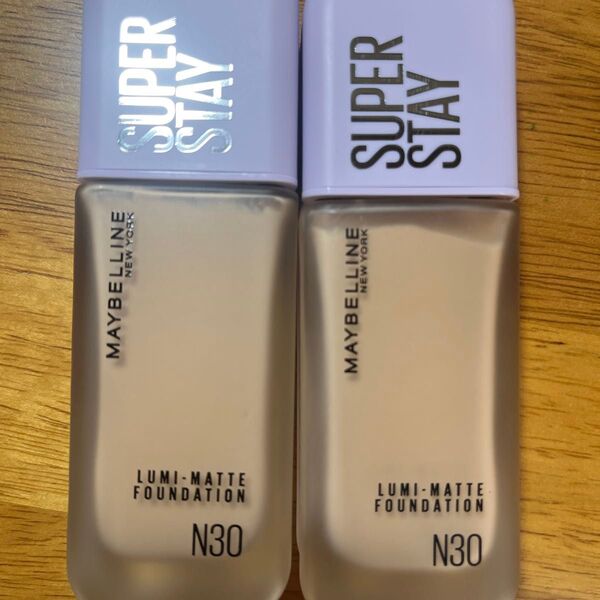 SUPER
STAY
MAYBELLINE
NEW YORK
LUMI-MATTE
FOUNDATION
N30
SUPER
STAY
MAYBELLINE
NEW YORK
LUMI-MATTE
FOUNDATION
N30